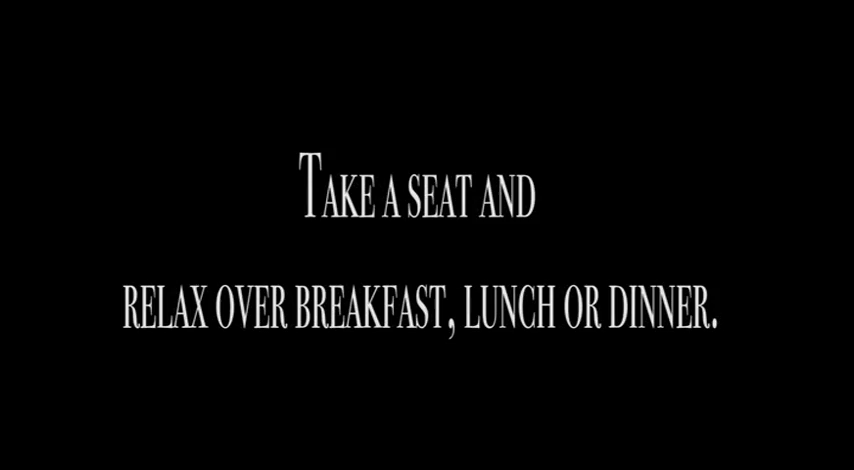 Take a seat and
relax over breakfast, lunch or dinner.